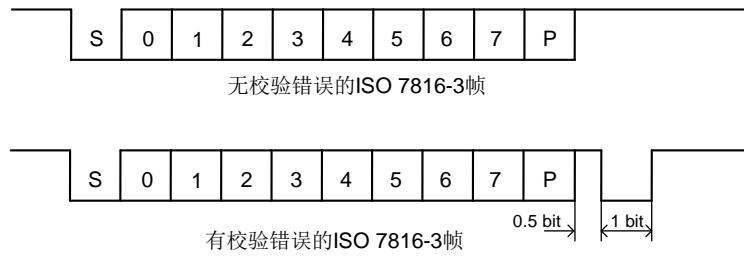 S 0 1 2 3 4 5 6 7 P
无校验错误的ISO 7816-3帧
S 0 1 2 3 4 5 6 7 P
0.5 bit 1 bit
有校验错误的ISO 7816-3帧